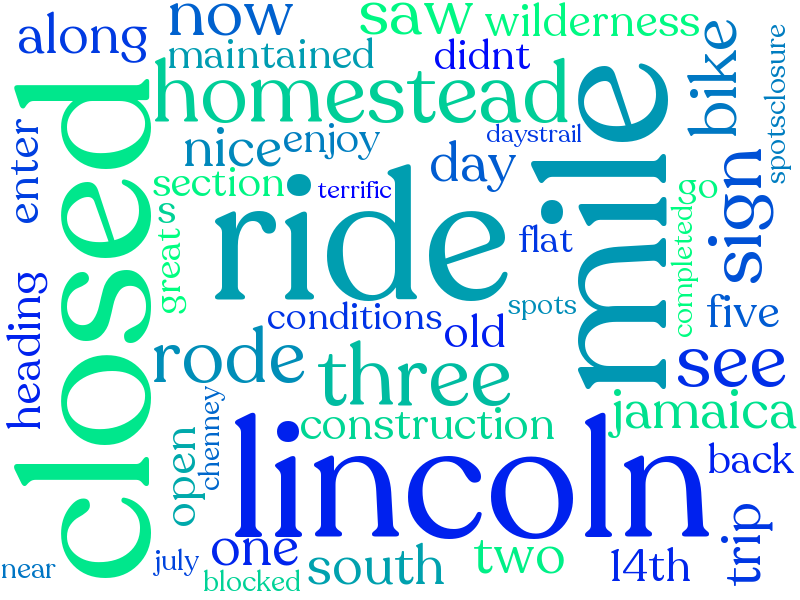 along
now
saw
wilderness
maintained
didnt
homestead
closed
mile
bike
spotsclosure
enter
nice
enjoy
daystrail
day
section
terrific
ride
go
sign
s
great
flat
completed
heading
conditions
old
spots
five
rode
three
see
chenney
construction
jamaica
open
lincoln
back
near
july
one
blocked
south
two
14th
trip